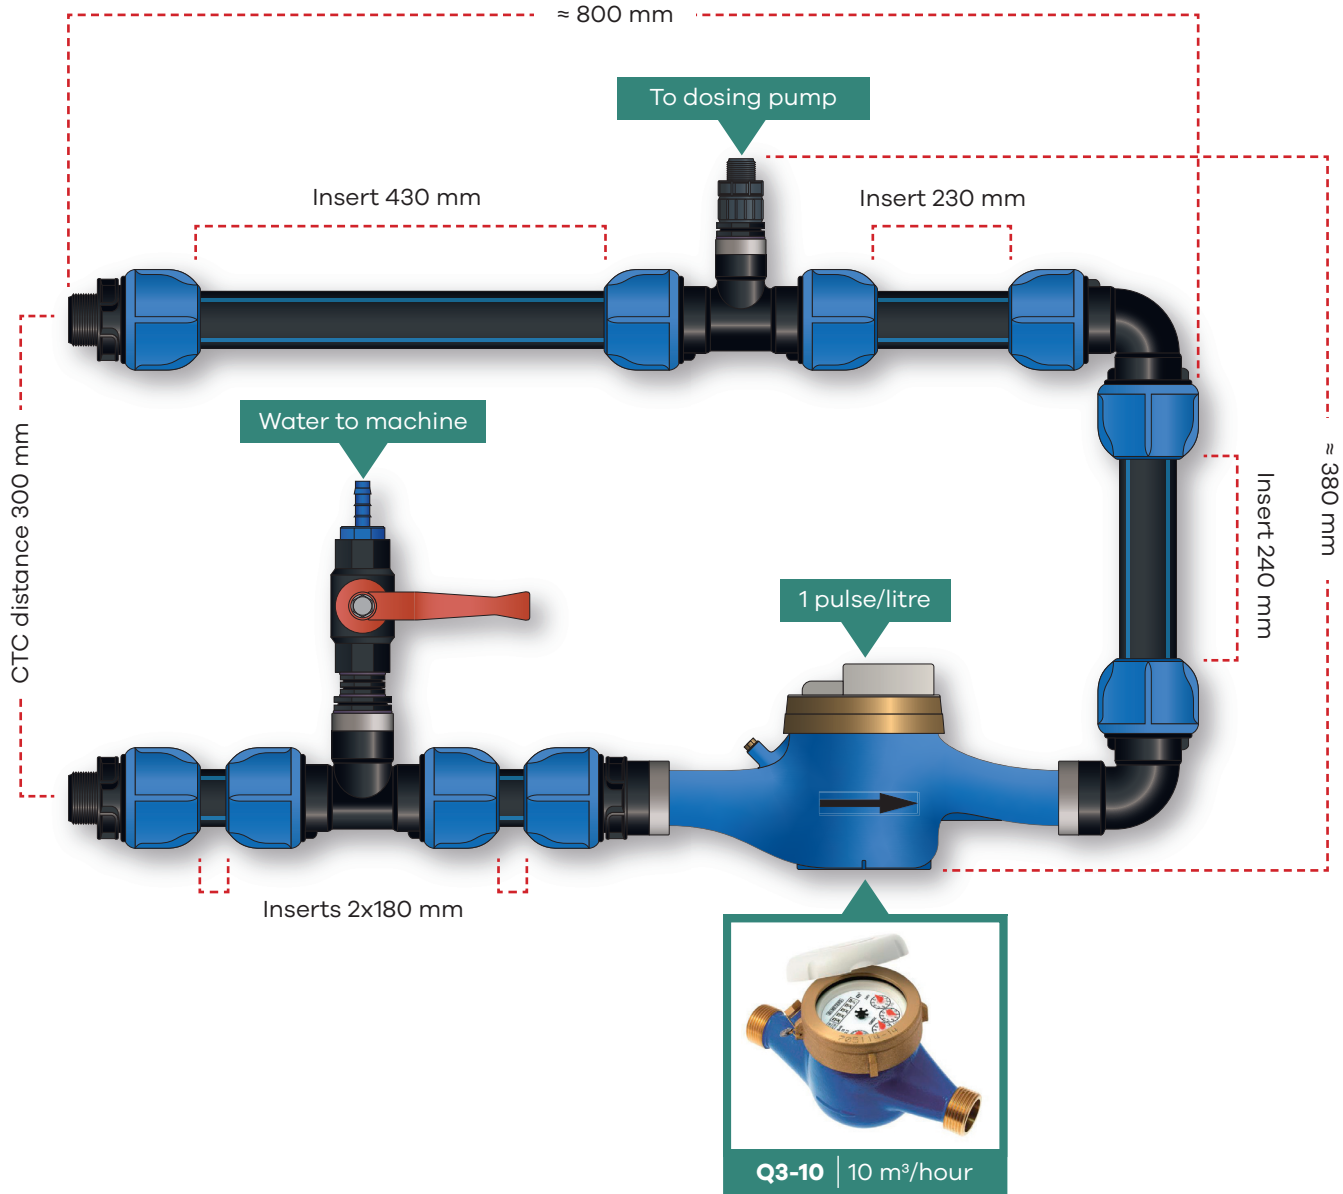 ≈ 800 mm
To dosing pump
Insert 430 mm
Insert 230 mm
Water to machine
CTC distance 300 mm
≈ 380 mm
Insert 240 mm
1 pulse/litre
Inserts 2x180 mm
Q3-10 | 10 m³/hour